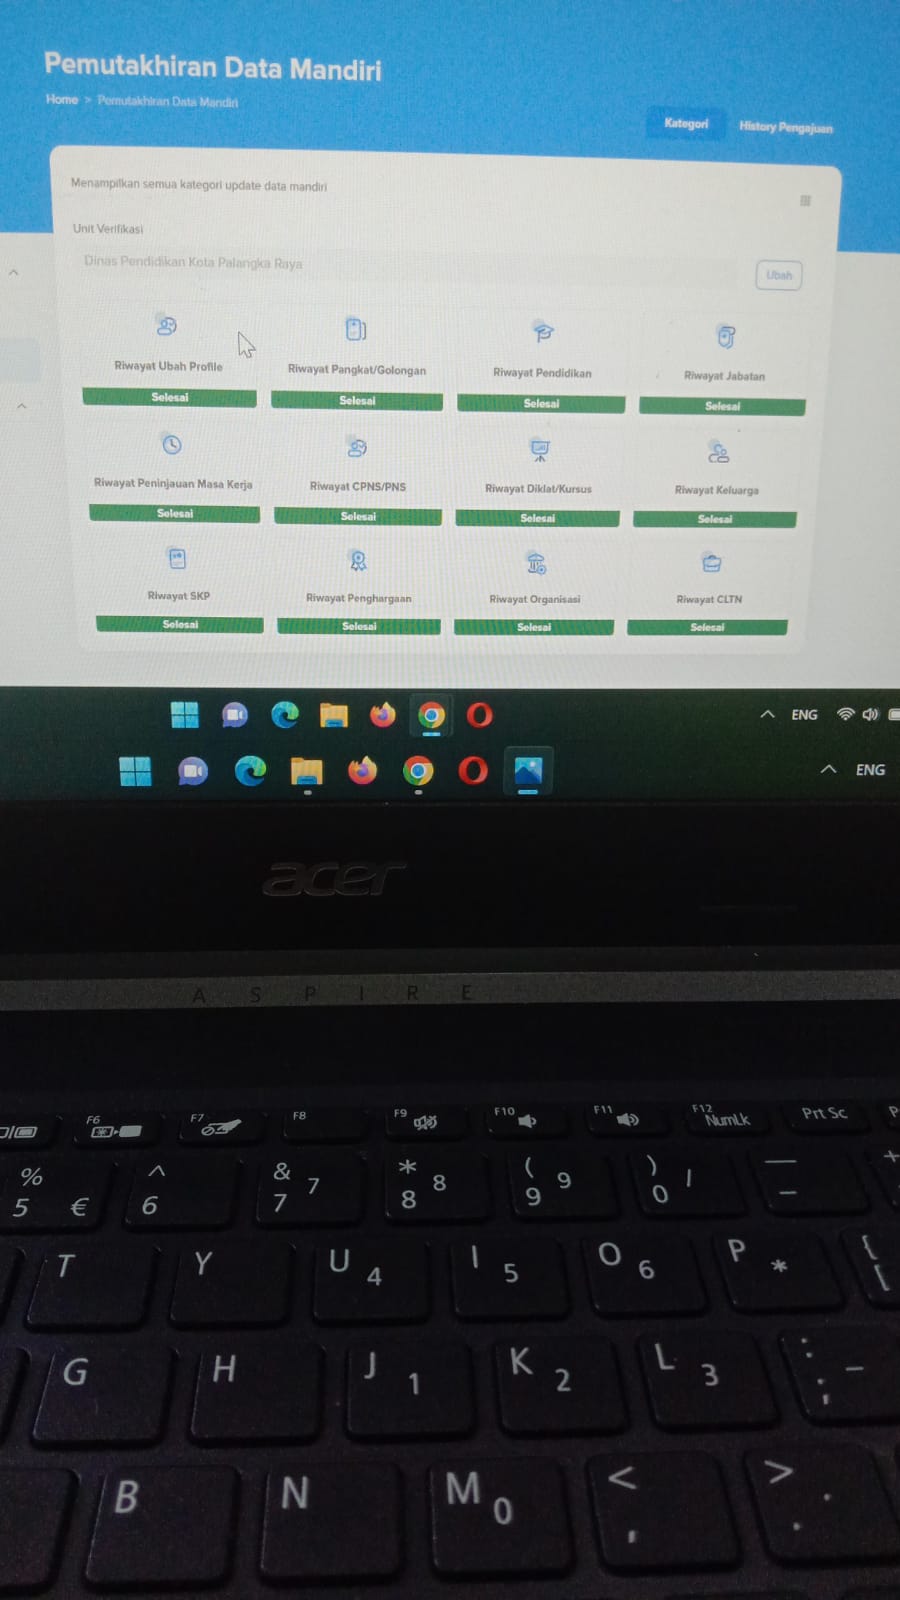 Pemutakhiran Data Mandiri
Home > Pemutakhiran Data Mandiri
Kategori History Pengajuan
Menampilkan semua kategori update data mandiri
Unit Verifikasi
Dinas Pendidikan Kota Palangka Raya
Ubah
Riwayat Ubah Profile Riwayat Pangkat/Golongan Riwayat Pendidikan Riwayat Jabatan
Selesai Selesai Selesai Selesai
Riwayat Peninjauan Masa Kerja Riwayat CPNS/PNS Riwayat Diklat/Kursus Riwayat Keluarga
Selesai Selesai Selesai Selesai
Riwayat SKP Riwayat Penghargaan Riwayat Organisasi Riwayat CLTN
Selesai Selesai Selesai Selesai
ENG
ENG
acer
ASPIRE
F6 F7 F8 F9 F10 F11 F12 NumLk Prt Sc P
% ^ & 7 * 8 ( 9 ) / — +
5 € 6 7 8 9 0 –
T Y U 4 I 5 O 6 P * { [
G H J 1 K 2 L 3 : ; –
B N M 0 < , > .